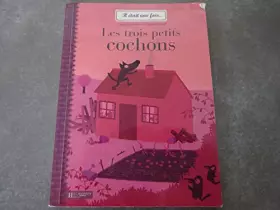 Il était une fois...
Les trois petits
cochons